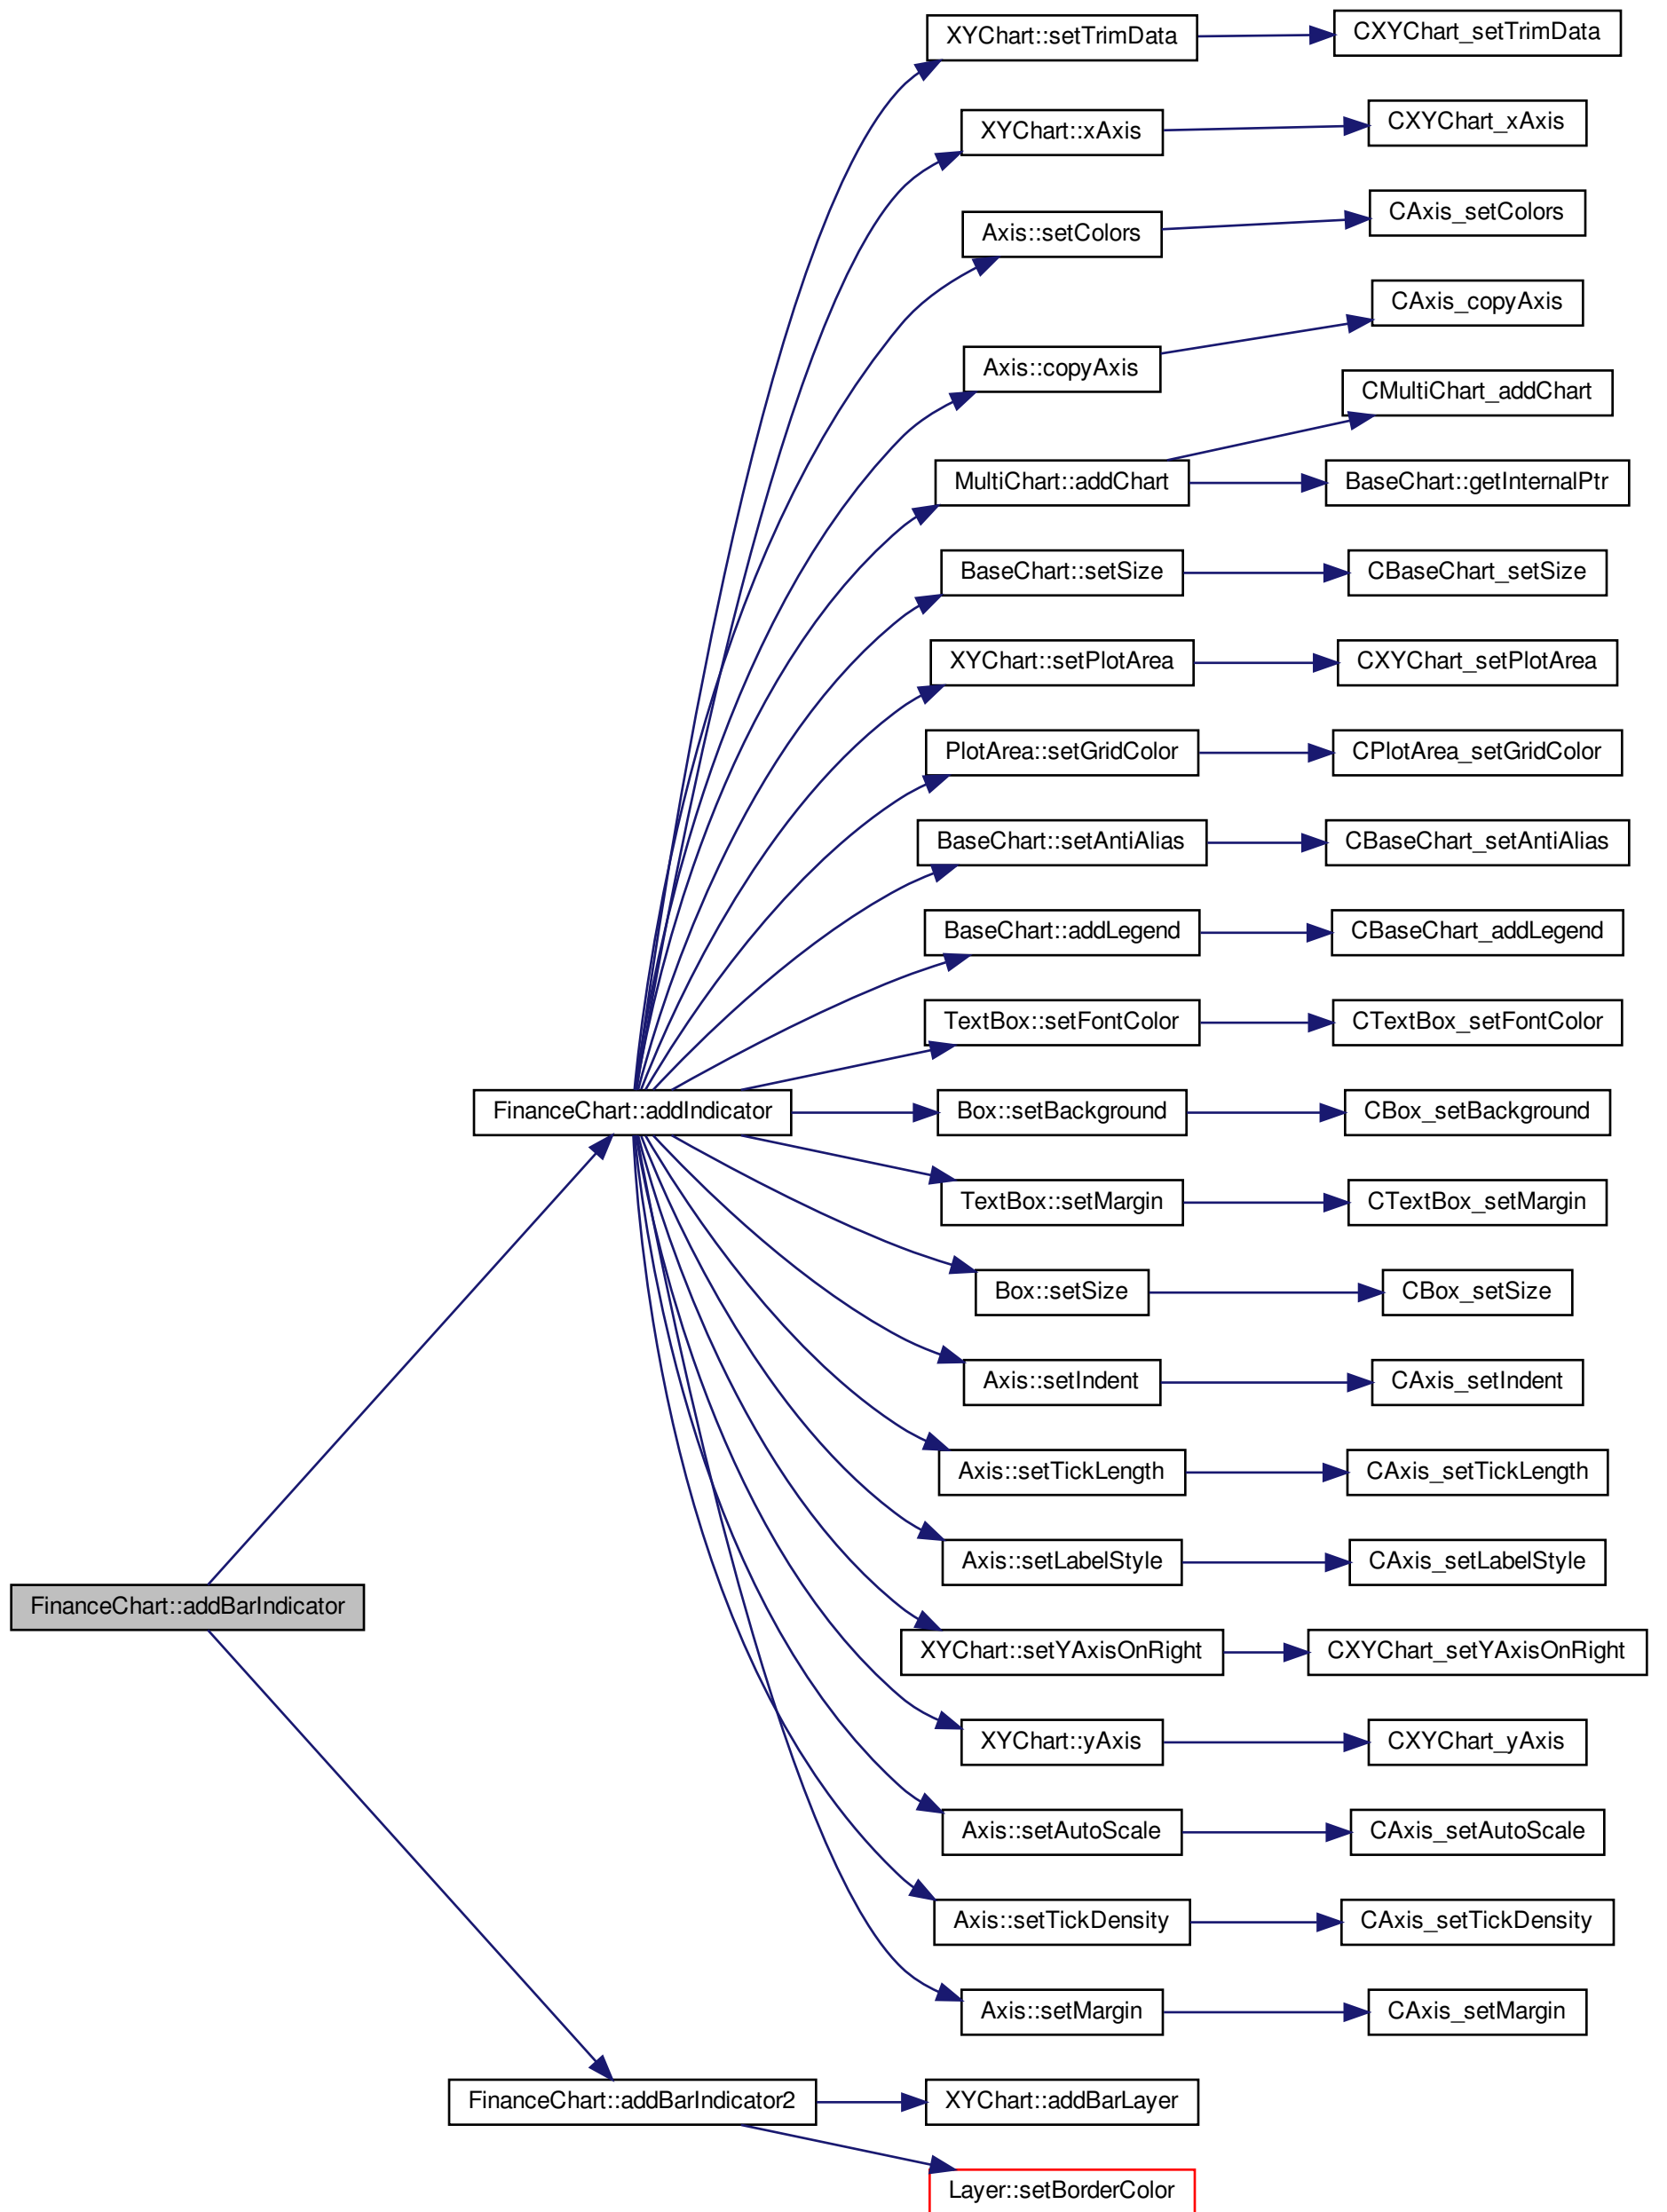 XYChart::setTrimData
CXYChart_setTrimData
XYChart::xAxis
CXYChart_xAxis
Axis::setColors
CAxis_setColors
Axis::copyAxis
CAxis_copyAxis
MultiChart::addChart
CMultiChart_addChart
BaseChart::getInternalPtr
BaseChart::setSize
CBaseChart_setSize
XYChart::setPlotArea
CXYChart_setPlotArea
PlotArea::setGridColor
CPlotArea_setGridColor
BaseChart::setAntiAlias
CBaseChart_setAntiAlias
BaseChart::addLegend
CBaseChart_addLegend
TextBox::setFontColor
CTextBox_setFontColor
FinanceChart::addIndicator
Box::setBackground
CBox_setBackground
TextBox::setMargin
CTextBox_setMargin
Box::setSize
CBox_setSize
Axis::setIndent
CAxis_setIndent
Axis::setTickLength
CAxis_setTickLength
Axis::setLabelStyle
CAxis_setLabelStyle
FinanceChart::addBarIndicator
XYChart::setYAxisOnRight
CXYChart_setYAxisOnRight
XYChart::yAxis
CXYChart_yAxis
Axis::setAutoScale
CAxis_setAutoScale
Axis::setTickDensity
CAxis_setTickDensity
Axis::setMargin
CAxis_setMargin
FinanceChart::addBarIndicator2
XYChart::addBarLayer
Layer::setBorderColor